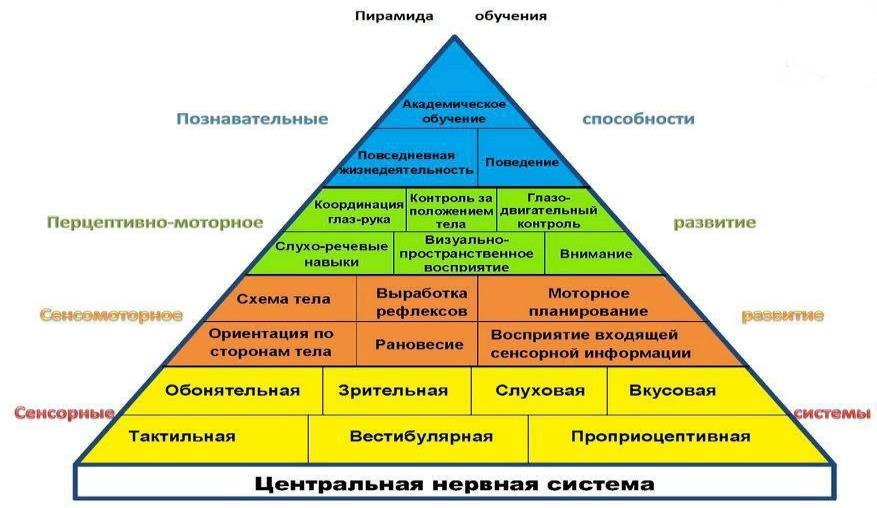 Пирамида обучения
Академическое
обучение
Познавательные способности
Повседневная
жизнедеятельность
Поведение
Координация
глаз-рука
Контроль за
положением
тела
Глазо-
двигательный
контроль
Перцептивно-моторное развитие
Слухо-речевые
навыки
Визуально-
пространственное
восприятие
Внимание
Схема тела
Выработка
рефлексов
Моторное
планирование
Сенсомоторное развитие
Ориентация по
сторонам тела
Рановесие
Восприятие входящей
сенсорной информации
Обонятельная
Зрительная
Слуховая
Вкусовая
Сенсорные системы
Тактильная
Вестибулярная
Проприоцептивная
Центральная нервная система